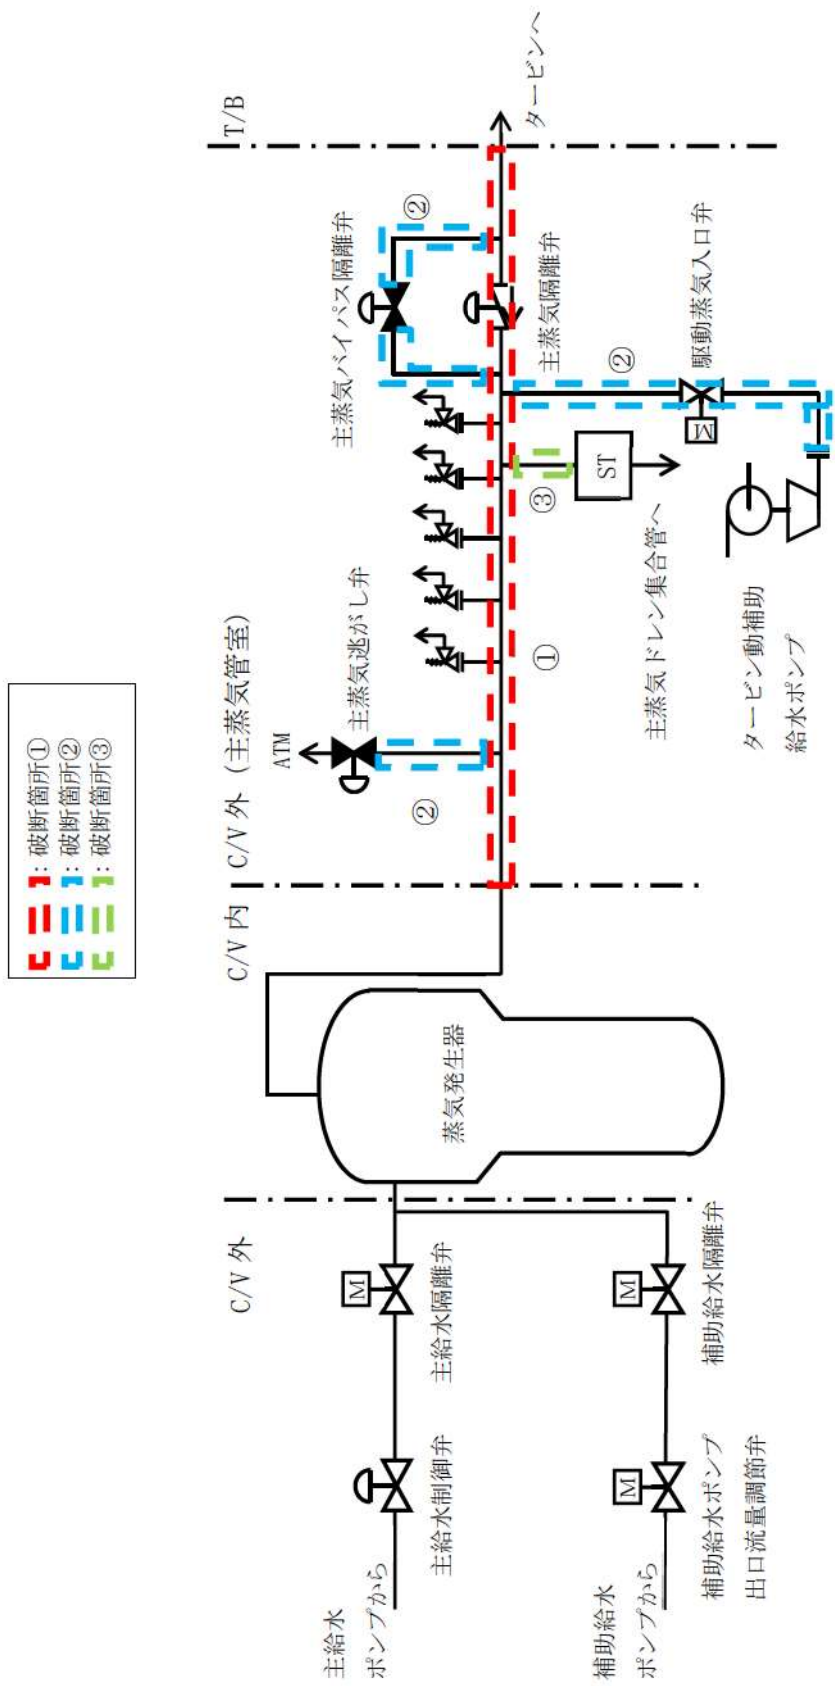 :破断箇所①
:破断箇所②
:破断箇所③
C/V 外
C/V 内
C/V 外 (主蒸気管室)
T/B
主給水
ポンプから
主給水制御弁
M
主給水隔離弁
補助給水
ポンプから
M
補助給水ポンプ
出口流量調節弁
M
補助給水隔離弁
蒸気発生器
ATM
主蒸気逃がし弁
②
主蒸気バイパス隔離弁
②
主蒸気隔離弁
タービンへ
①
③
ST
主蒸気ドレン集合管へ
②
M
駆動蒸気入口弁
タービン動補助
給水ポンプ